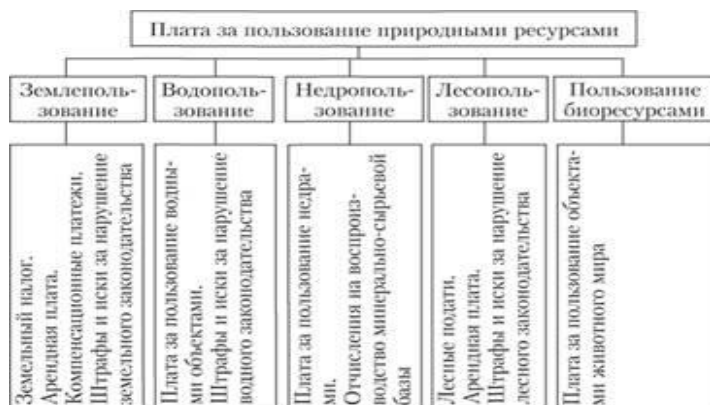 Плата за пользование природными ресурсами
Землеполь-
зование
Водополь-
зование
Недрополь-
зование
Лесополь-
зование
Пользование
биоресурсами
Земельный налог.
Арендная плата.
Компенсационные платежи.
Штрафы и иски за нарушение
земельного законодательства
Плата за пользование водны-
ми объектами.
Штрафы и иски за нарушение
водного законодательства
Плата за пользование недра-
ми.
Отчисления на воспроиз-
водство минерально-сырьевой
базы
Лесные подати.
Арендная плата.
Штрафы и иски за нарушение
лесного законодательства
Плата за пользование объекта-
ми животного мира